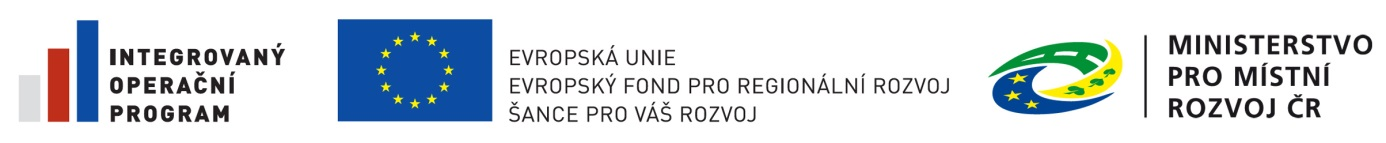 INTEGROVANÝ
OPERAČNÍ
PROGRAM
EVROPSKÁ UNIE
EVROPSKÝ FOND PRO REGIONÁLNÍ ROZVOJ
ŠANCE PRO VÁŠ ROZVOJ
MINISTERSTVO
PRO MÍSTNÍ
ROZVOJ ČR